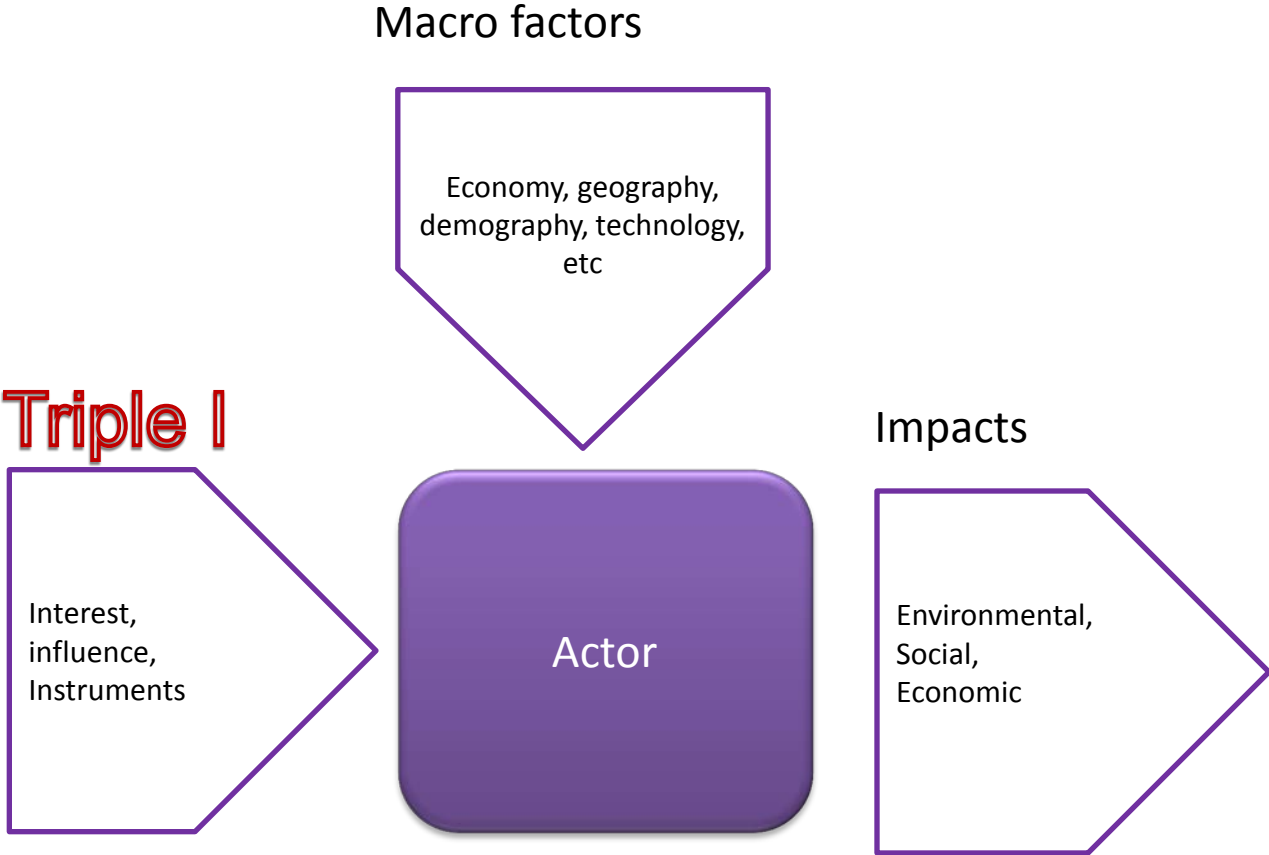 Macro factors
Economy, geography,
demography, technology,
etc
Triple I
Interest,
influence,
Instruments
Actor
Impacts
Environmental,
Social,
Economic